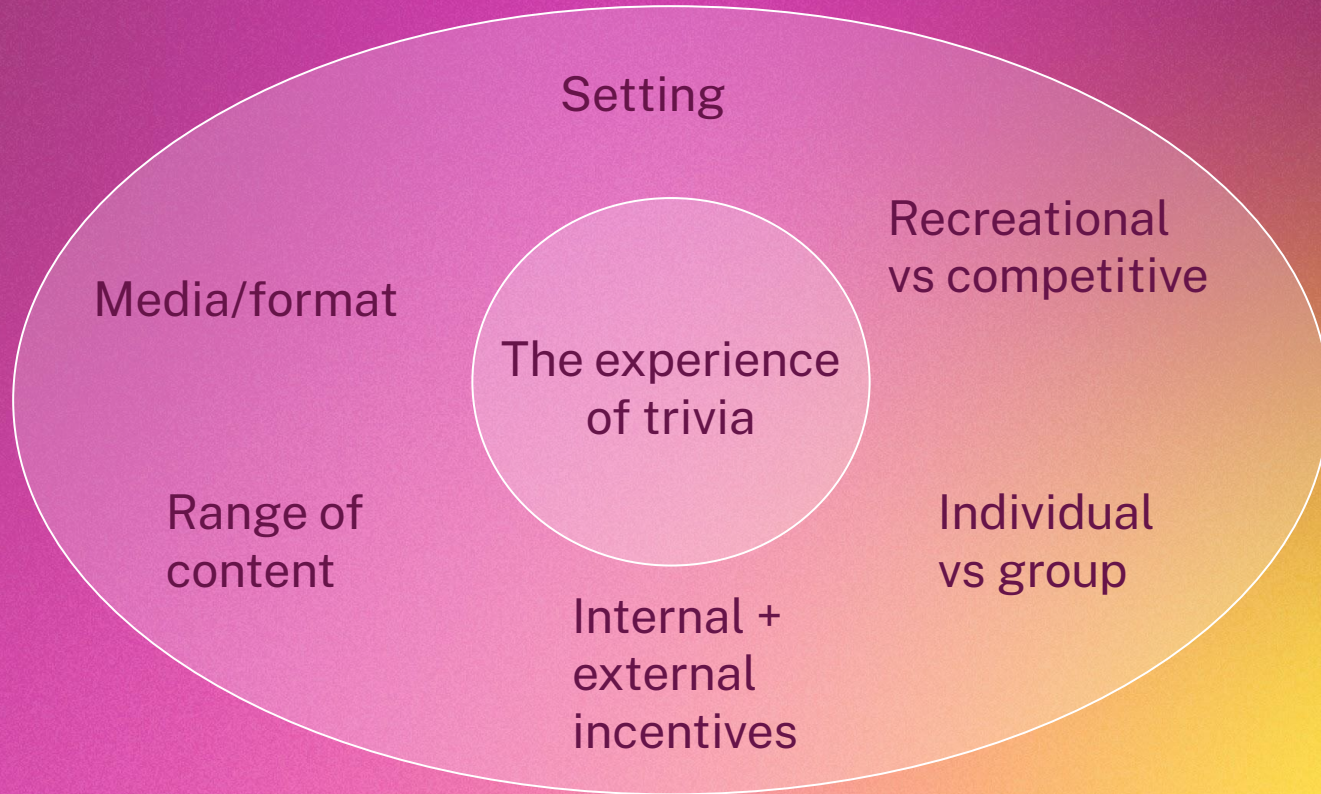 Setting
Recreational
vs competitive
Media/format
The experience
of trivia
Range of
content
Individual
vs group
Internal +
external
incentives